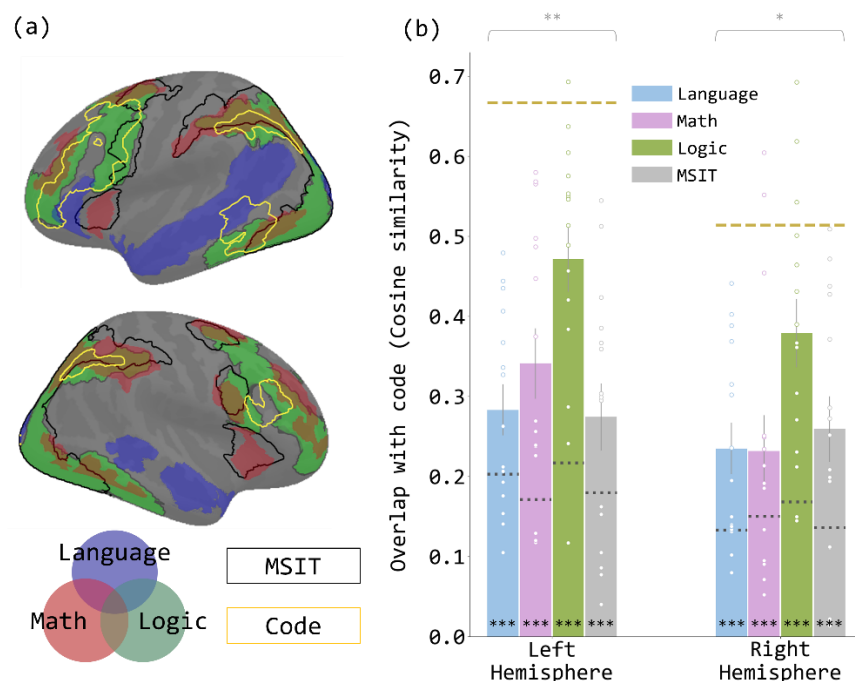 (a)
Language
Math
Logic
MSIT
Code
(b)
**
*
Overlap with code (Cosine similarity)
0.7
0.6
0.5
0.4
0.3
0.2
0.1
0.0
Language
Math
Logic
MSIT
*** *** *** ***
*** *** *** ***
Left
Hemisphere
Right
Hemisphere